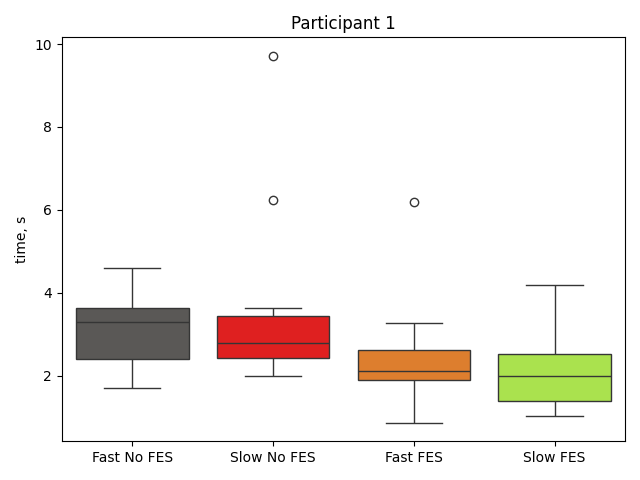 Participant 1
10
8
6
4
2
time, s
Fast No FES
Slow No FES
Fast FES
Slow FES